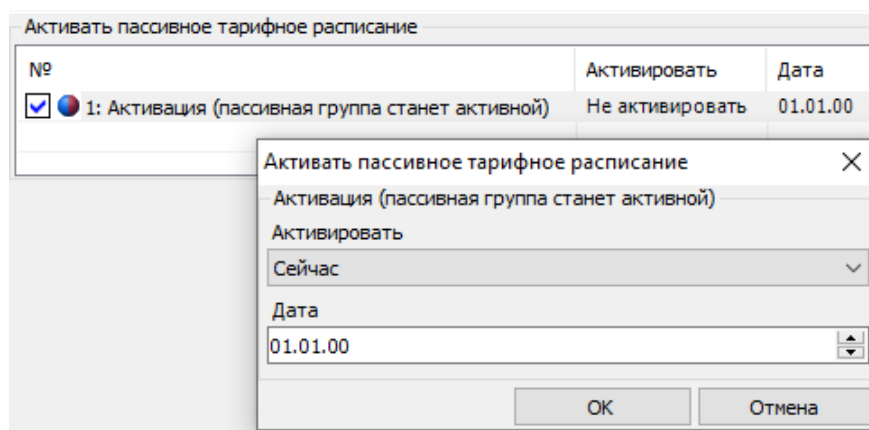 Активать пассивное тарифное расписание
№ Активировать Дата
1: Активация (пассивная группа станет активной) Не активировать 01.01.00
Активать пассивное тарифное расписание
Активация (пассивная группа станет активной)
Активировать
Сейчас
Дата
01.01.00
ОК Отмена